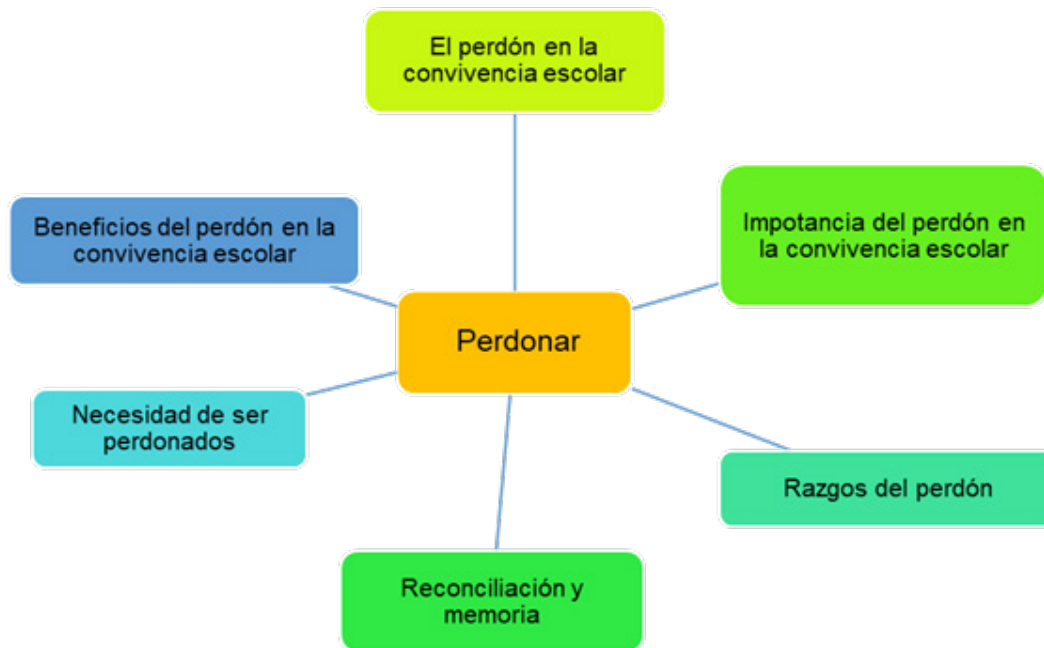 El perdón en la
convivencia escolar
Beneficios del perdón en la
convivencia escolar
Impotancia del perdón en
la convivencia escolar
Perdonar
Necesidad de ser
perdonados
Razgos del perdón
Reconciliación y
memoria